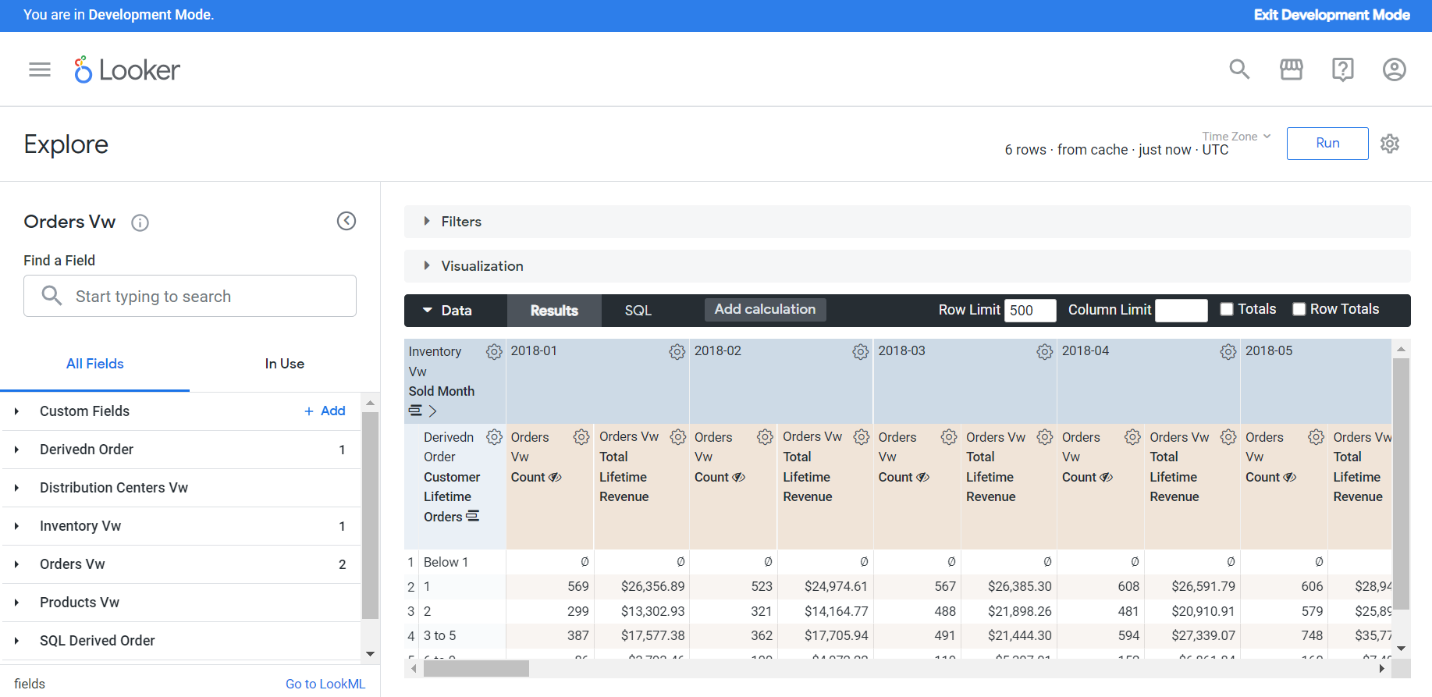 You are in Development Mode.
Exit Development Mode
Looker
Explore
Time Zone
6 rows · from cache · just now · UTC
Run
Orders Vw
Find a Field
Start typing to search
All Fields
In Use
Custom Fields
+ Add
Derivedn Order 1
Distribution Centers Vw
Inventory Vw 1
Orders Vw 2
Products Vw
SQL Derived Order
fields
Go to LookML
Filters
Visualization
Data Results SQL Add calculation Row Limit 500 Column Limit Totals Row Totals
Inventory 2018-01 2018-02 2018-03 2018-04 2018-05
Vw
Sold Month
Derivedn Orders Orders Vw Orders Orders Vw Orders Orders Vw Orders Orders Vw Orders Orders Vw
Order Vw Total Vw Total Vw Total Vw Total Vw Total
Customer Count Lifetime Count Lifetime Count Lifetime Count Lifetime Count Lifetime
Lifetime Revenue Revenue Revenue Revenue Revenue
Orders
1 Below 1 Ø Ø Ø Ø Ø Ø Ø Ø Ø
2 1 569 $26,356.89 523 $24,974.61 567 $26,385.30 608 $26,591.79 606 $28,94
3 2 299 $13,302.93 321 $14,164.77 488 $21,898.26 481 $20,910.91 579 $25,89
4 3 to 5 387 $17,577.38 362 $17,705.94 491 $21,444.30 594 $27,339.07 748 $35,77